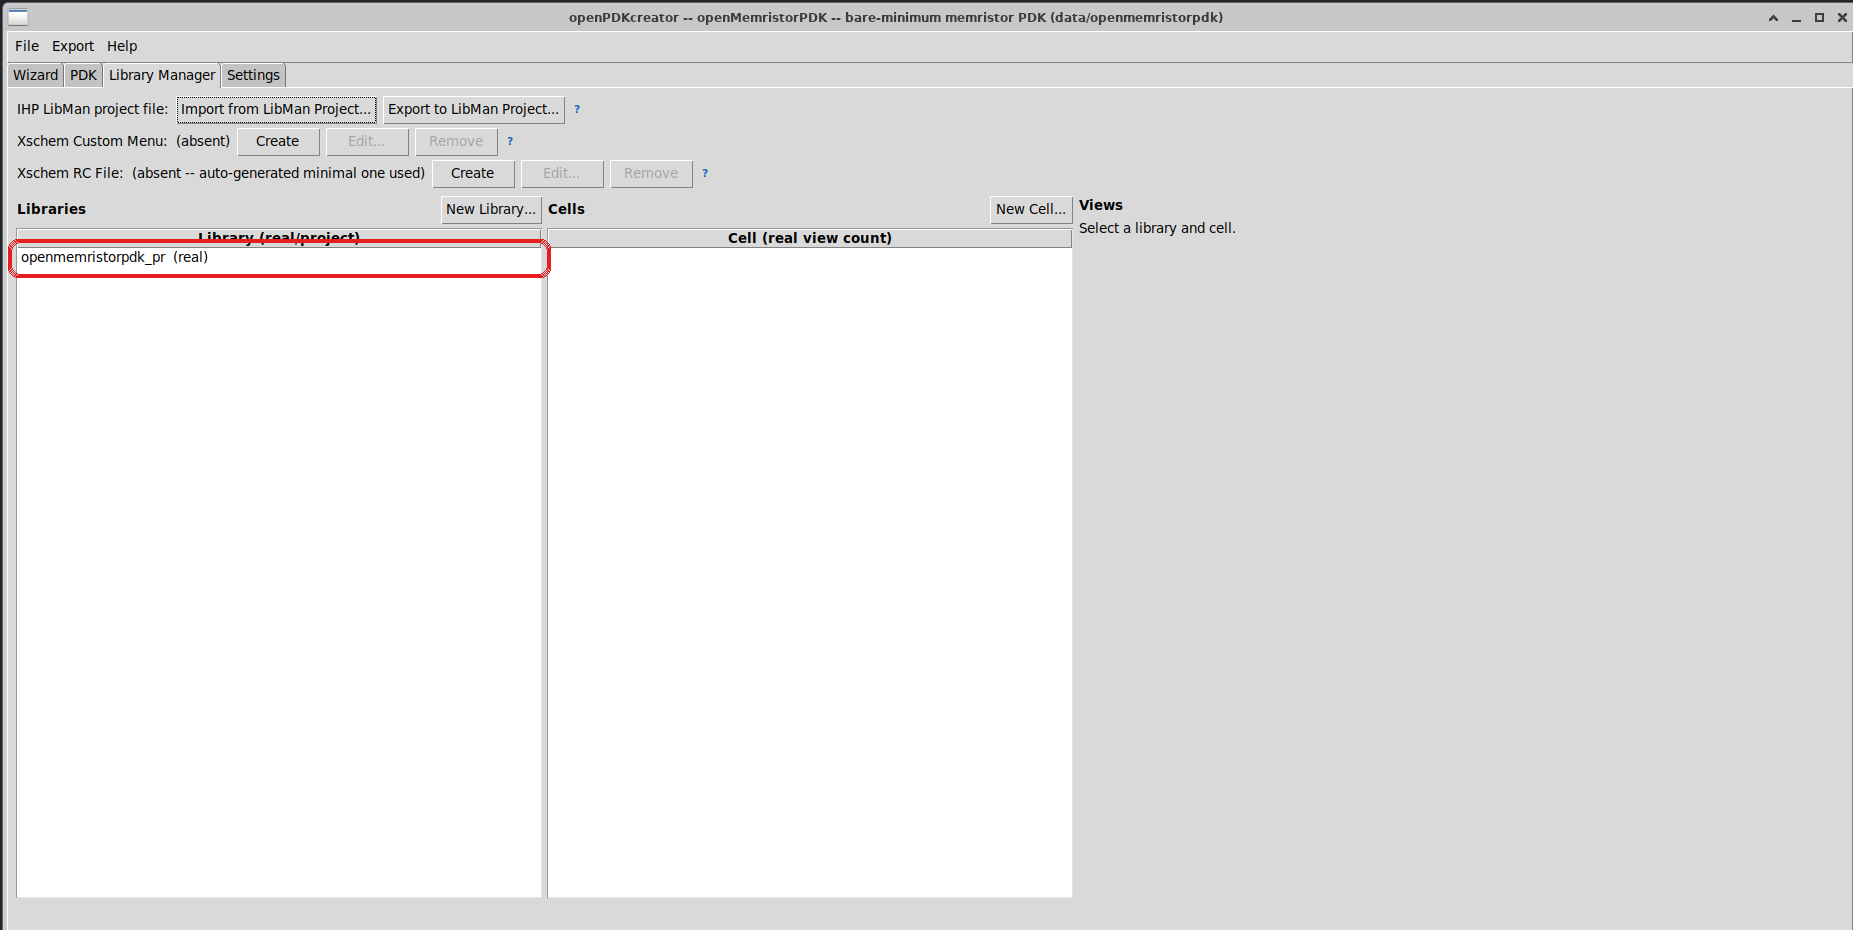 openPDKcreator -- openMemristorPDK -- bare-minimum memristor PDK (data/openmemristorpdk)
File Export Help
Wizard PDK Library Manager Settings
IHP LibMan project file: Import from LibMan Project... Export to LibMan Project... ?
Xschem Custom Menu: (absent) Create Edit... Remove ?
Xschem RC File: (absent -- auto-generated minimal one used) Create Edit... Remove ?
Libraries New Library... Cells New Cell... Views
Select a library and cell.
Library (real/project) Cell (real view count)
openmemristorpdk_pr (real)